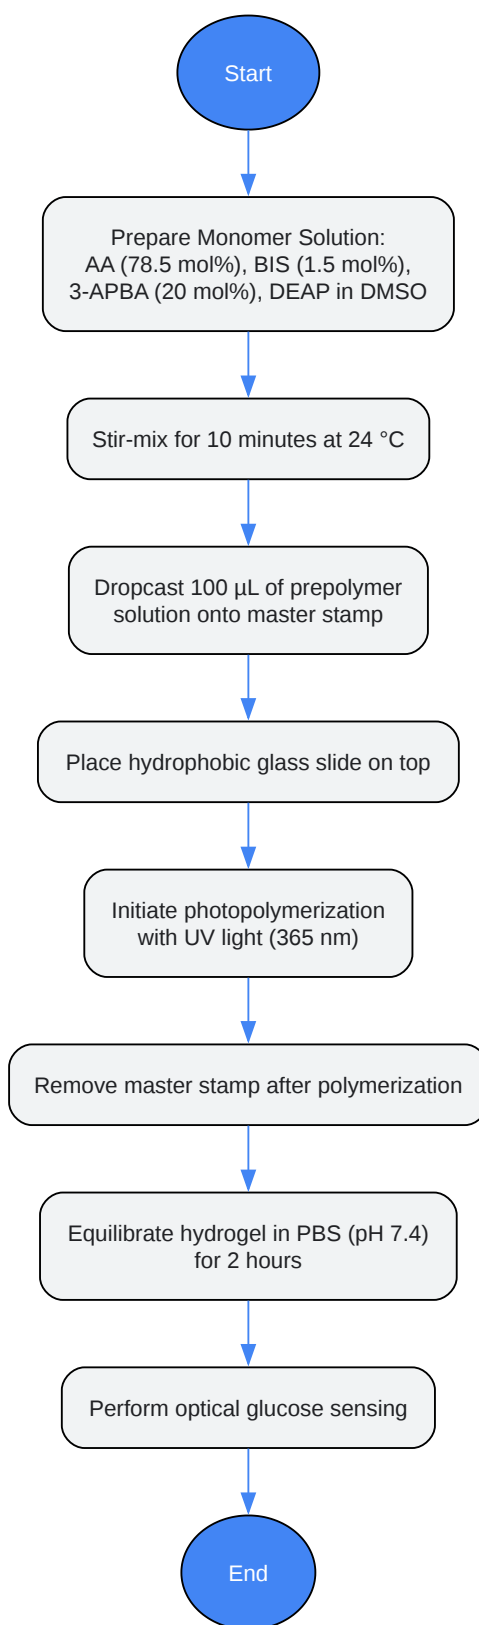 Start
Prepare Monomer Solution:
AA (78.5 mol%), BIS (1.5 mol%),
3-APBA (20 mol%), DEAP in DMSO
Stir-mix for 10 minutes at 24 °C
Dropcast 100 µL of prepolymer
solution onto master stamp
Place hydrophobic glass slide on top
Initiate photopolymerization
with UV light (365 nm)
Remove master stamp after polymerization
Equilibrate hydrogel in PBS (pH 7.4)
for 2 hours
Perform optical glucose sensing
End